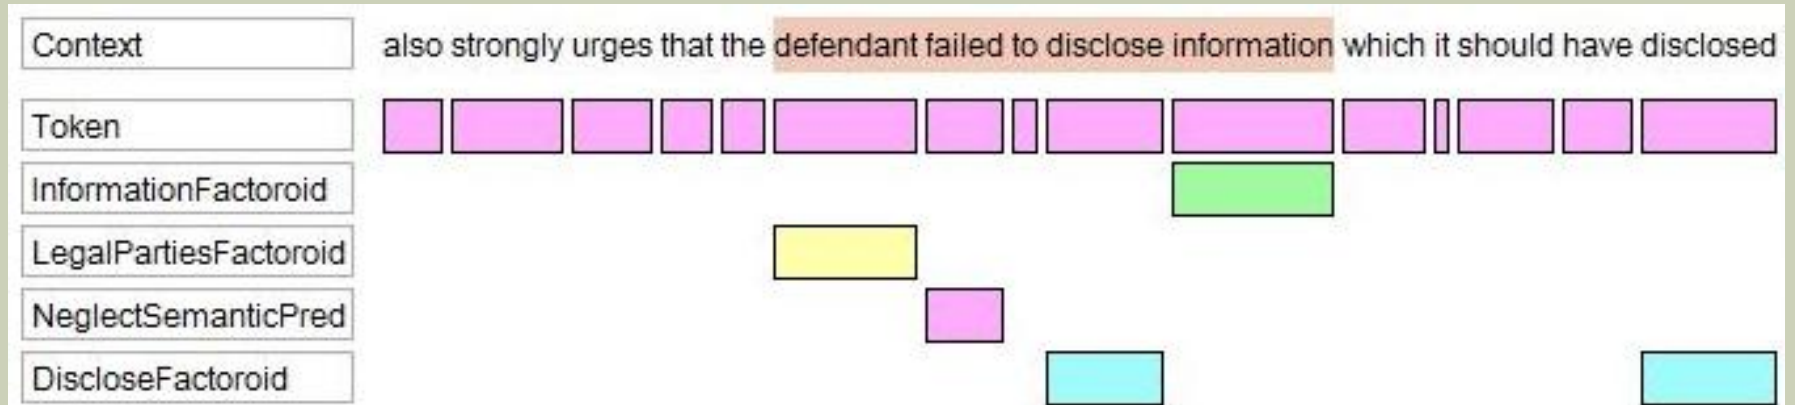 Context also strongly urges that the defendant failed to disclose information which it should have disclosed
Token
InformationFactoroid
LegalPartiesFactoroid
NeglectSemanticPred
DiscloseFactoroid